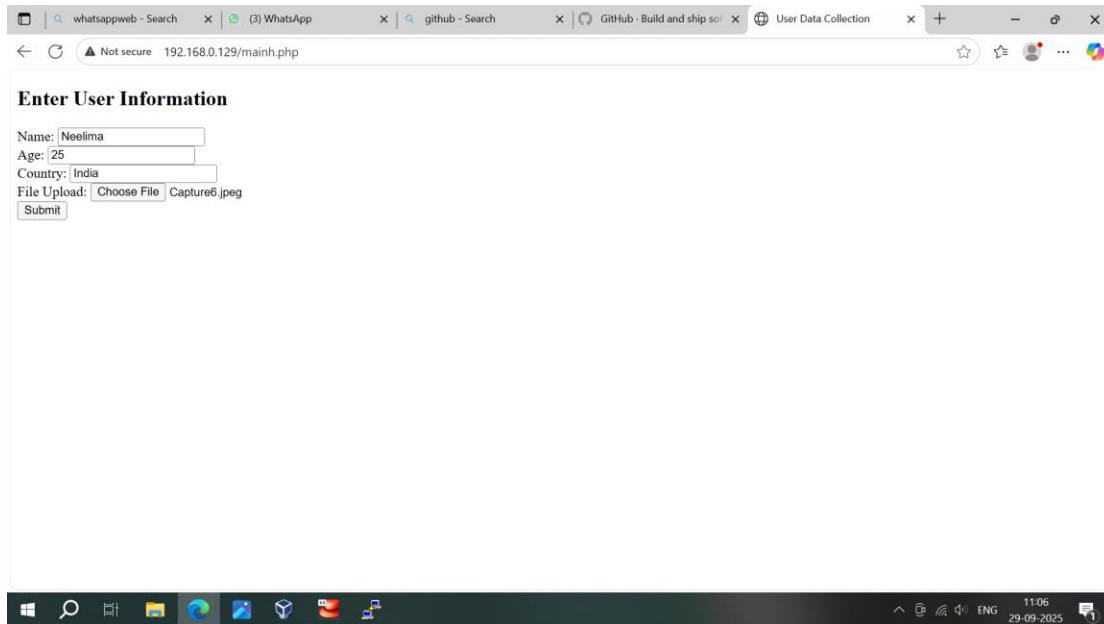 whatsappweb - Search
(3) WhatsApp
github - Search
GitHub · Build and ship sof
User Data Collection
Not secure 192.168.0.129/mainh.php
Enter User Information
Name: Neelima
Age: 25
Country: India
File Upload: Choose File Capture6.jpeg
Submit
ENG
11:06
29-09-2025
1